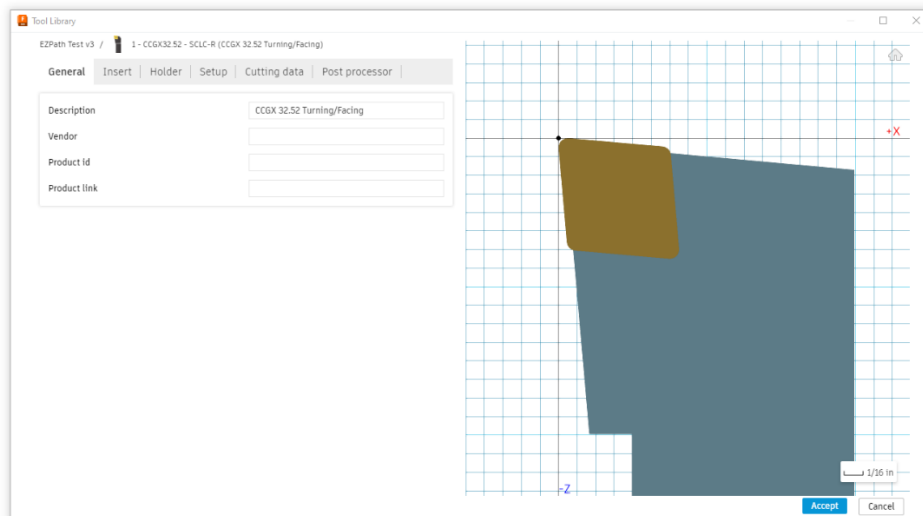 Tool Library
EZPath Test v3 / 1 - CCGX32.52 - SCLC-R (CCGX 32.52 Turning/Facing)
General Insert Holder Setup Cutting data Post processor
Description CCGX 32.52 Turning/Facing
Vendor
Product id
Product link
+X
-Z
1/16 in
Accept Cancel